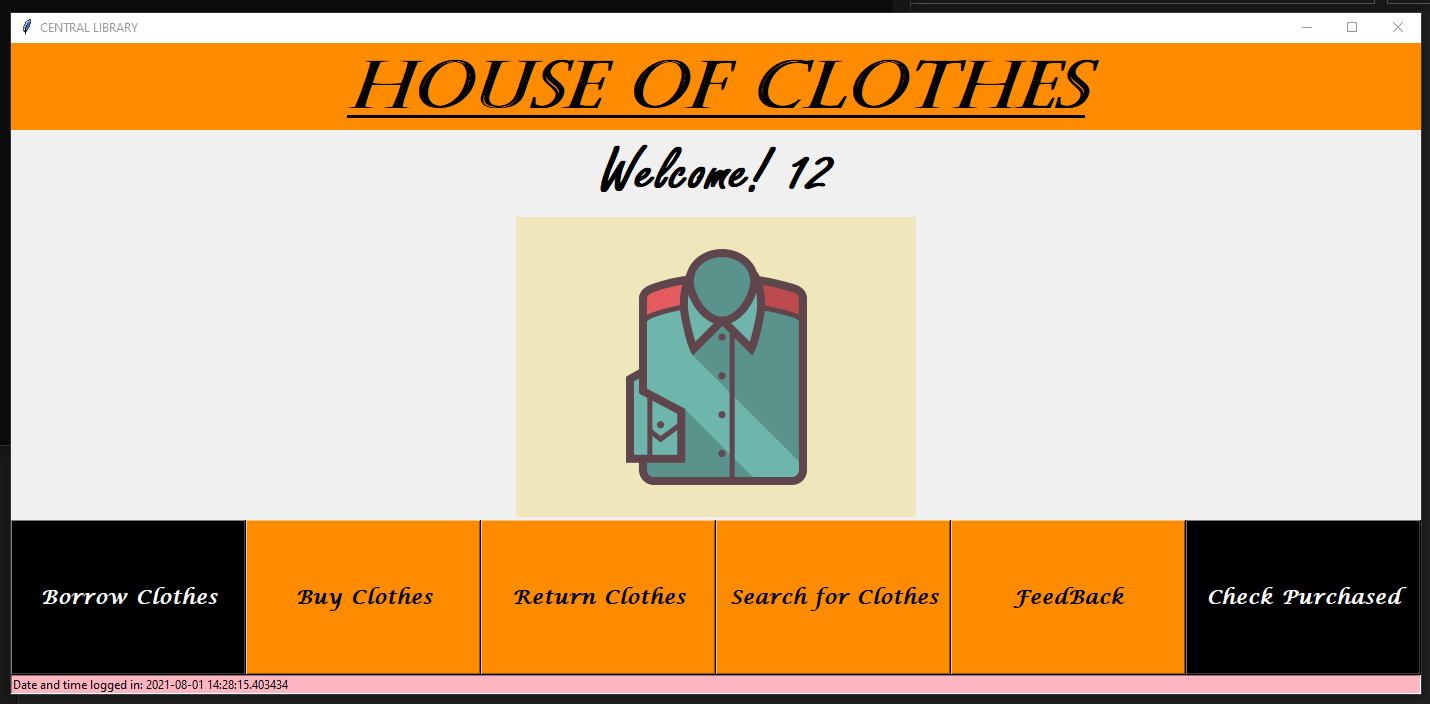 CENTRAL LIBRARY
HOUSE OF CLOTHES
Welcome! 12
Borrow Clothes
Buy Clothes
Return Clothes
Search for Clothes
FeedBack
Check Purchased
Date and time logged in: 2021-08-01 14:28:15.403434